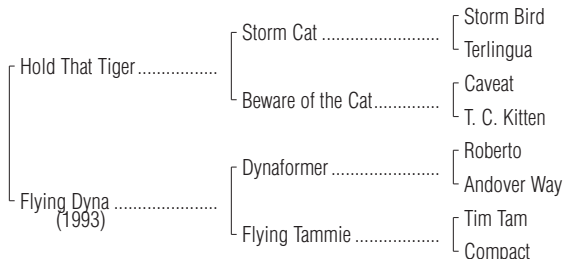 Storm Bird
Storm Cat ........................
Terlingua
Hold That Tiger................
Caveat
Beware of the Cat.............
T. C. Kitten
Roberto
Dynaformer ......................
Andover Way
Flying Dyna .....................
(1993)
Tim Tam
Flying Tammie .................
Compact